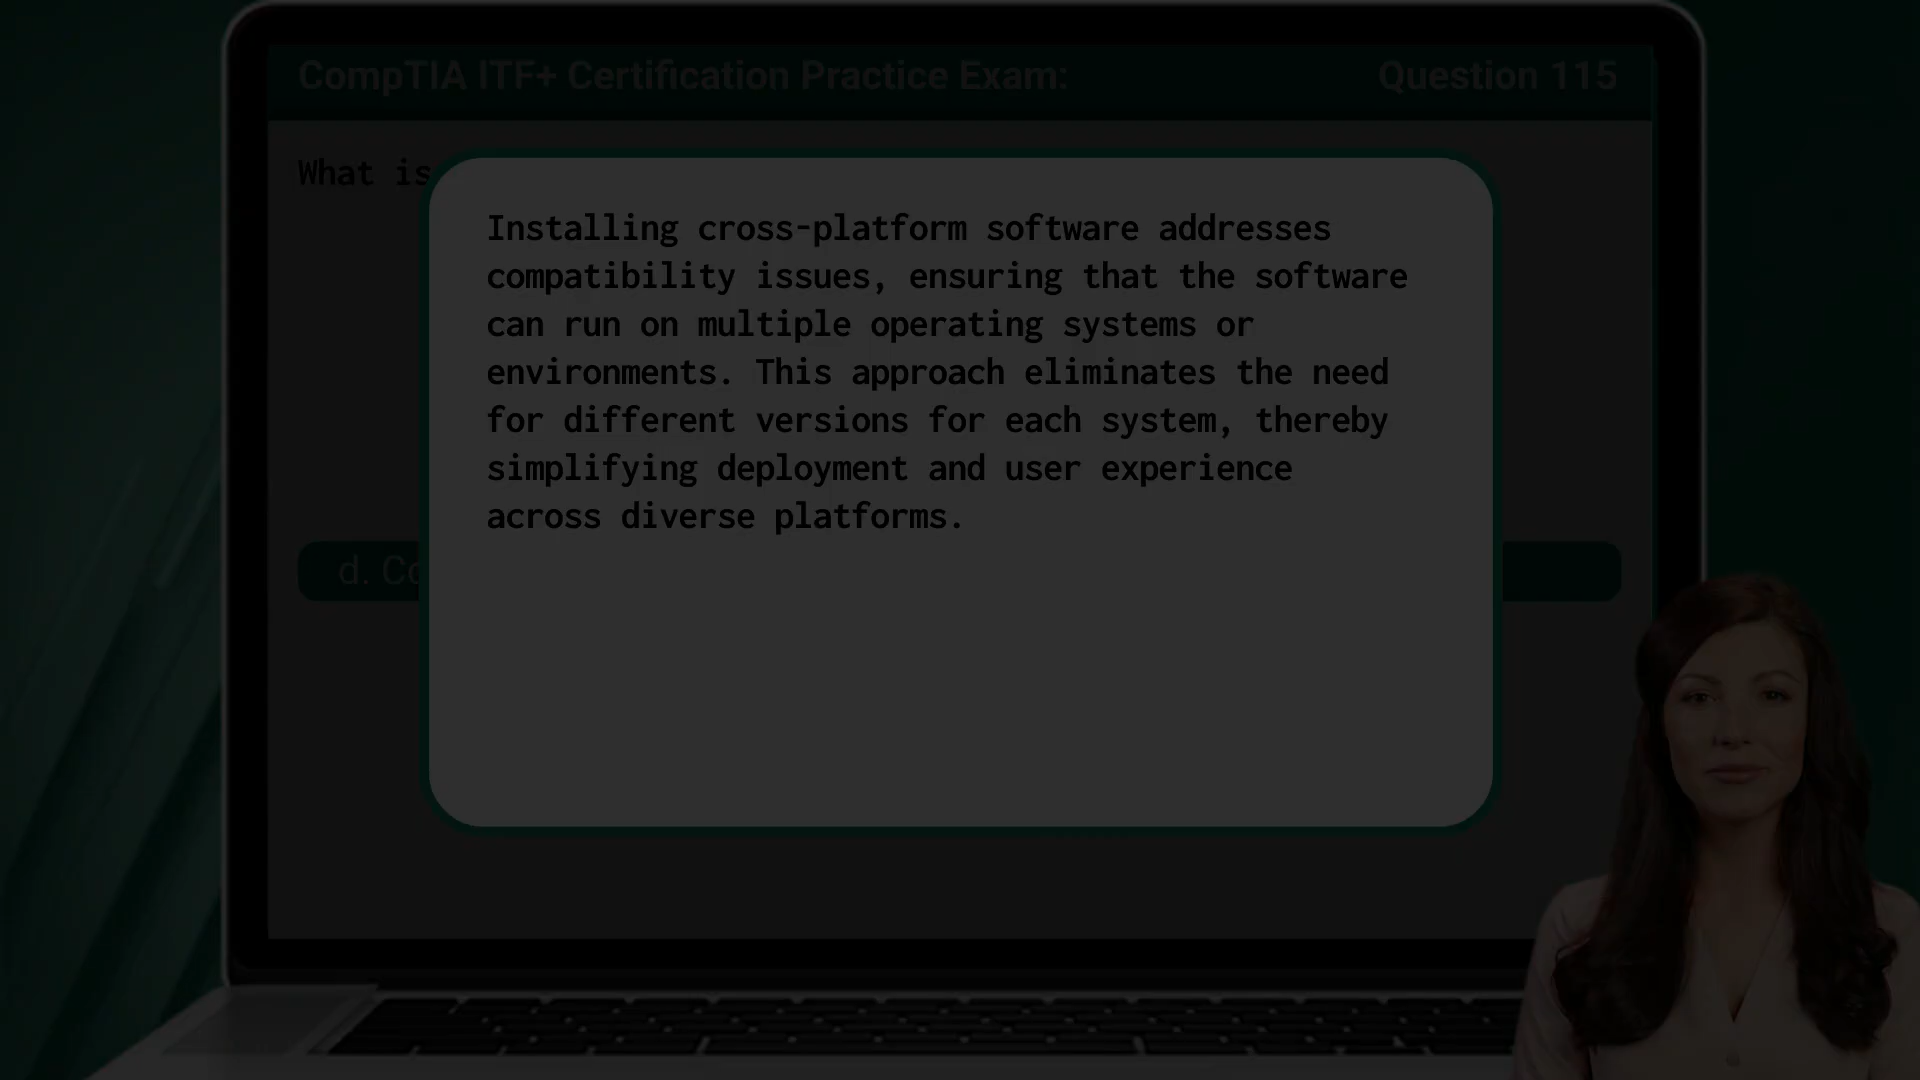 CompTIA ITF+ Certification Practice Exam:
Question 115
What is
Installing cross-platform software addresses
compatibility issues, ensuring that the software
can run on multiple operating systems or
environments. This approach eliminates the need
for different versions for each system, thereby
simplifying deployment and user experience
across diverse platforms.
d. Co